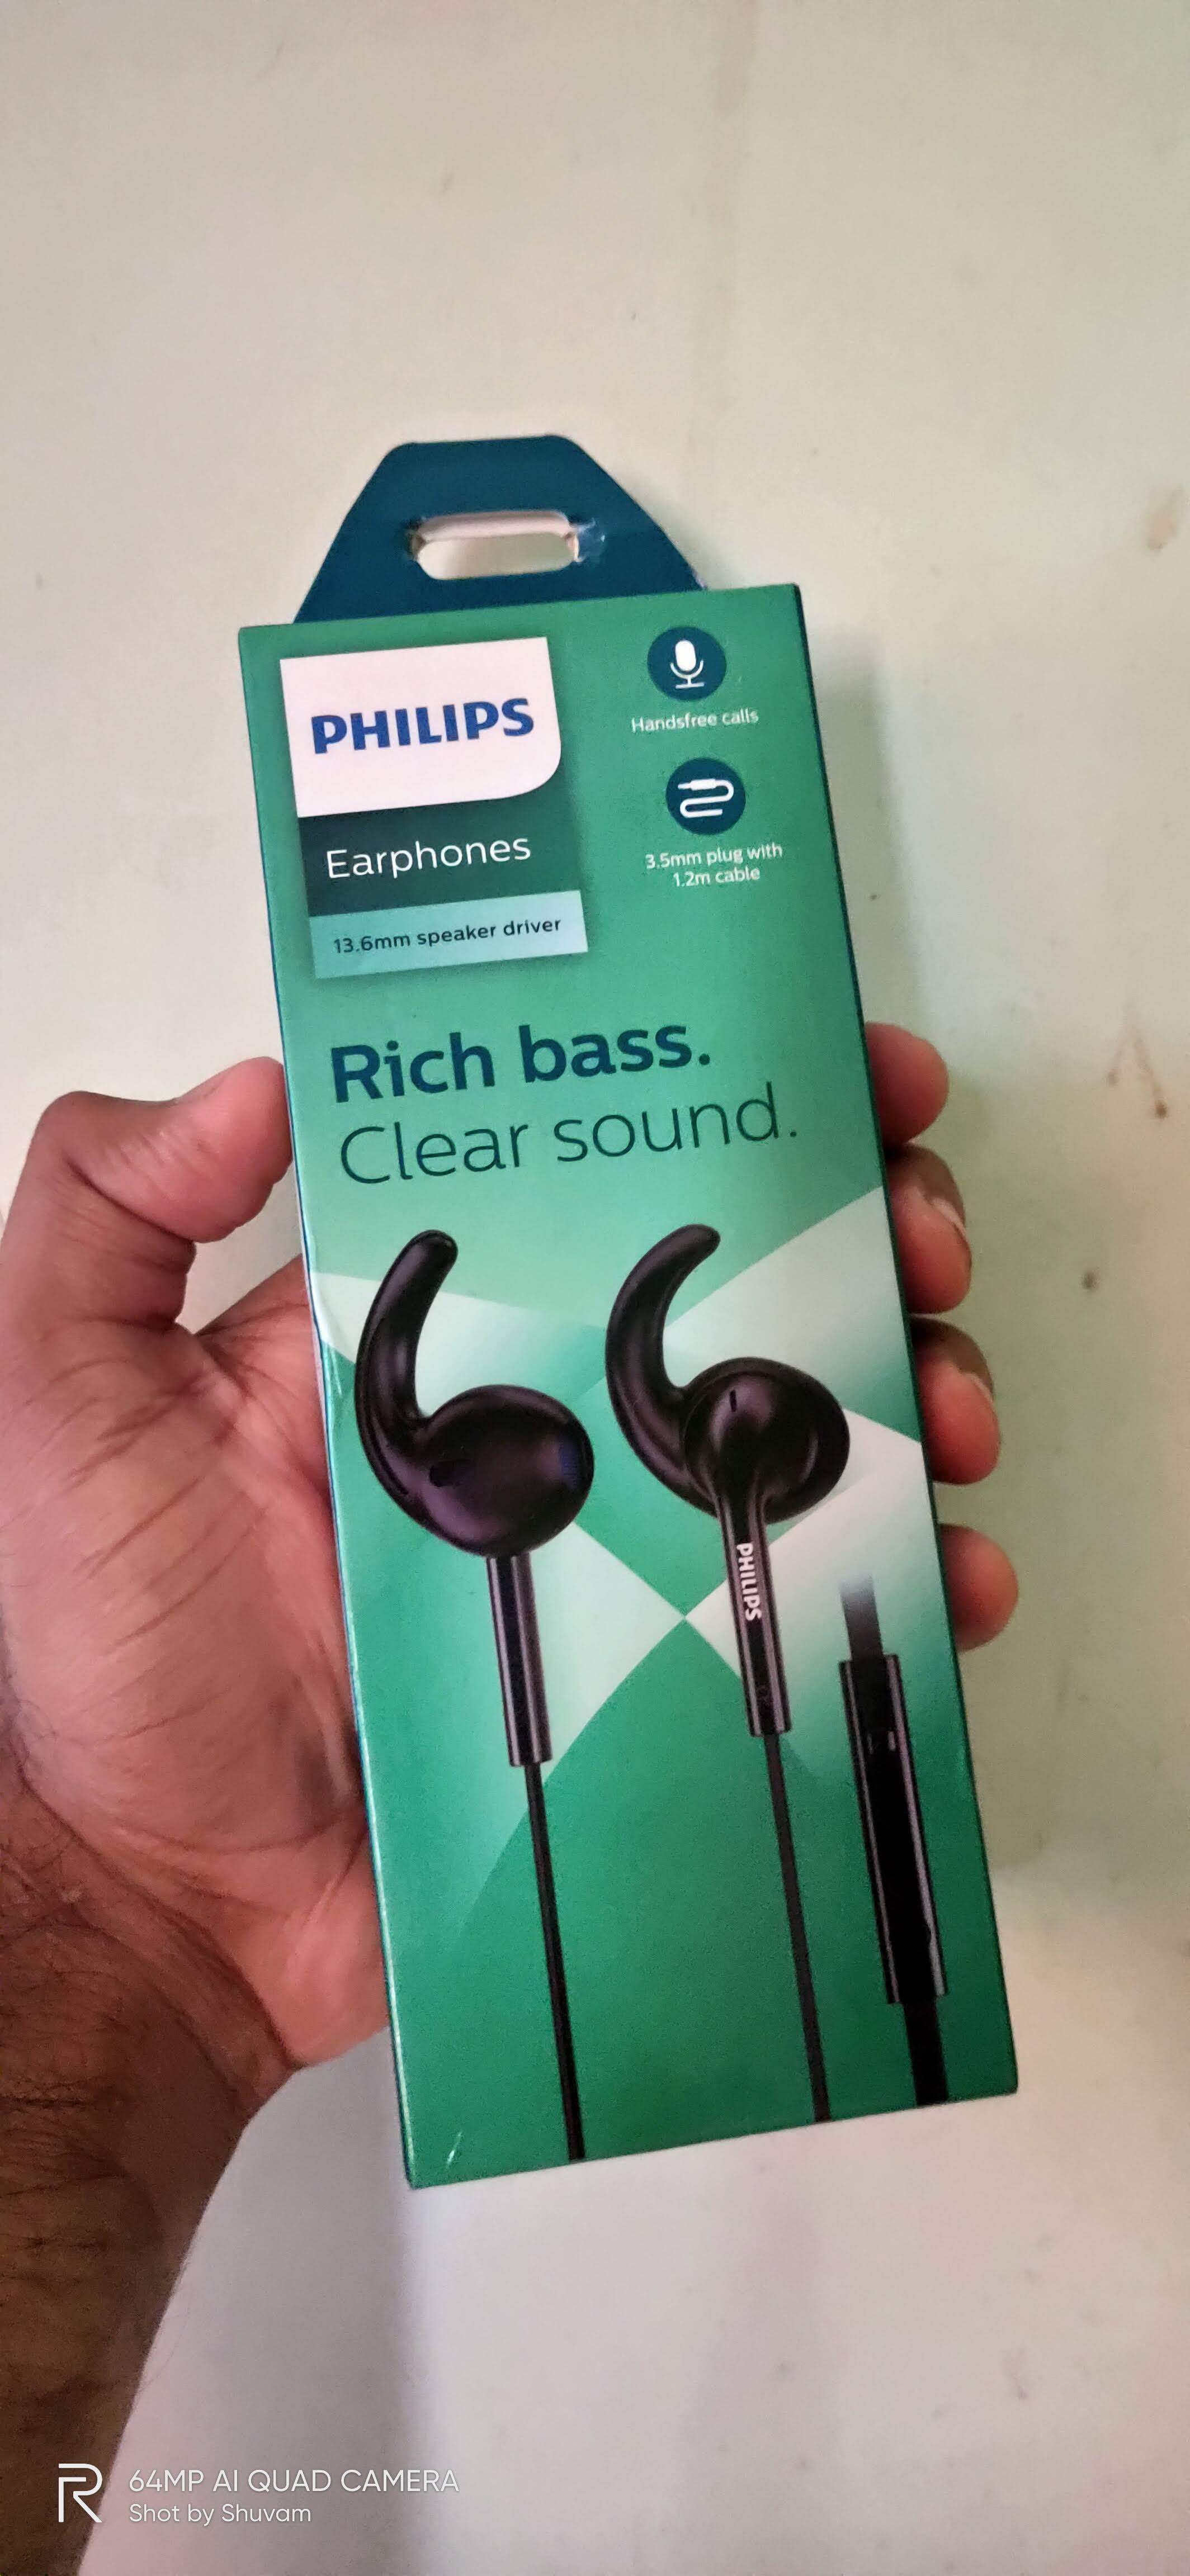 PHILIPS
Earphones
13.6mm speaker driver
Handsfree calls
3.5mm plug with
1.2m cable
Rich bass.
Clear sound.
PHILIPS
R
64MP AI QUAD CAMERA
Shot by Shuvam